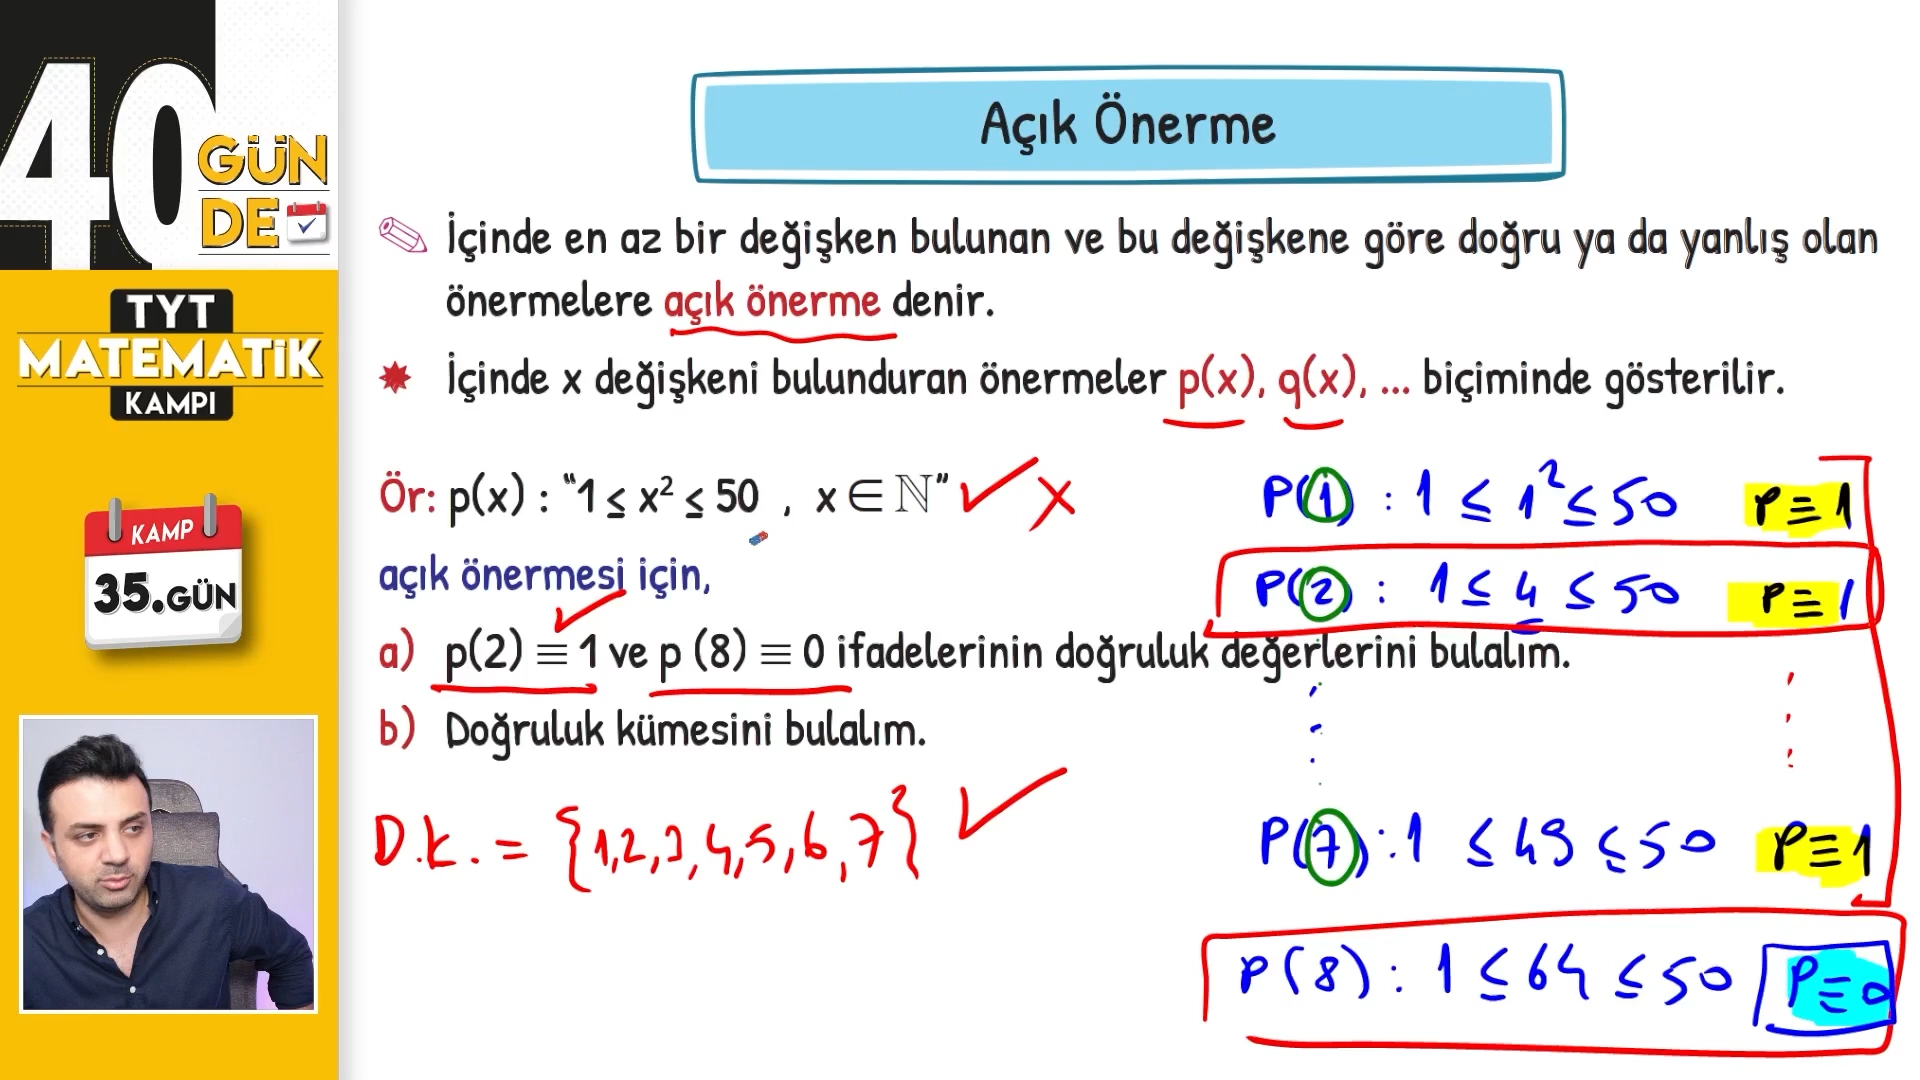 40
GÜN
DE
TYT
MATEMATİK
KAMPI
KAMP
35.GÜN
Açık Önerme
İçinde en az bir değişken bulunan ve bu değişkene göre doğru ya da yanlış olan
önermelere açık önerme denir.
İçinde x değişkeni bulunduran önermeler p(x), q(x), ... biçiminde gösterilir.
Ör: p(x) : "1 ≤ x² ≤ 50 , x ∈ ℕ"
açık önermesi için,
a) p(2) ≡ 1 ve p (8) ≡ 0 ifadelerinin doğruluk değerlerini bulalım.
b) Doğruluk kümesini bulalım.
D.k. = {1,2,3,4,5,6,7}
P(1) : 1 ≤ 1² ≤ 50 P ≡ 1
P(2) : 1 ≤ 4 ≤ 50 P ≡ 1
P(7) : 1 ≤ 49 ≤ 50 P ≡ 1
P(8) : 1 ≤ 64 ≤ 50 P ≡ 0